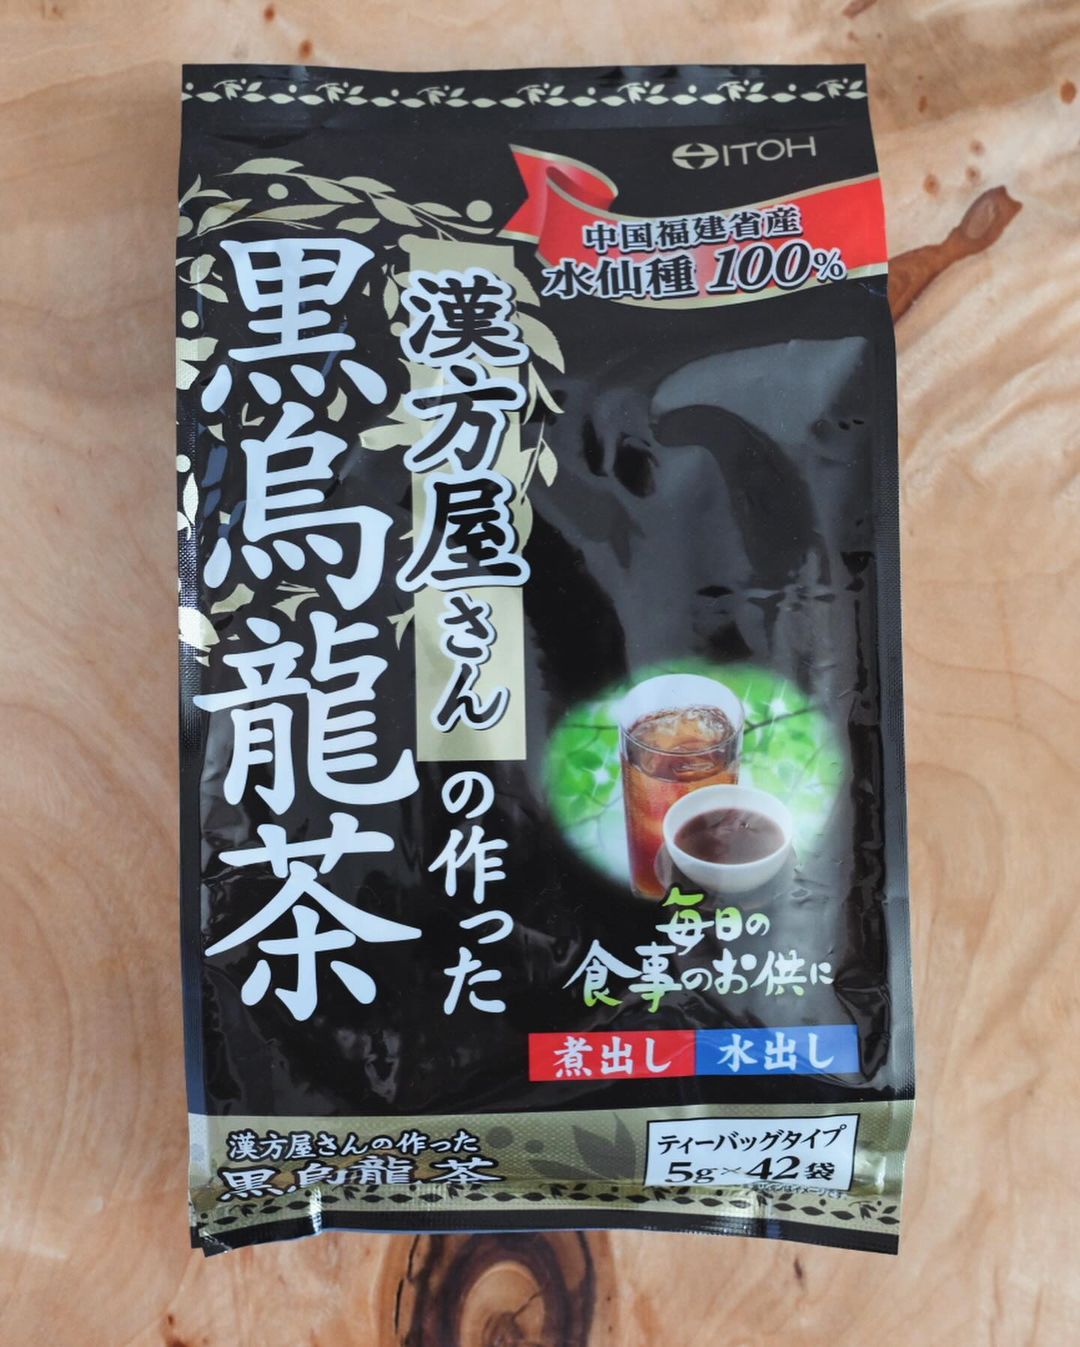 ITOH
中国福建省産
水仙種 100%
漢方屋さんの作った
黒烏龍茶
毎日の
食事のお供に
煮出し
水出し
漢方屋さんの作った
黒烏龍茶
ティーバッグタイプ
5g×42袋